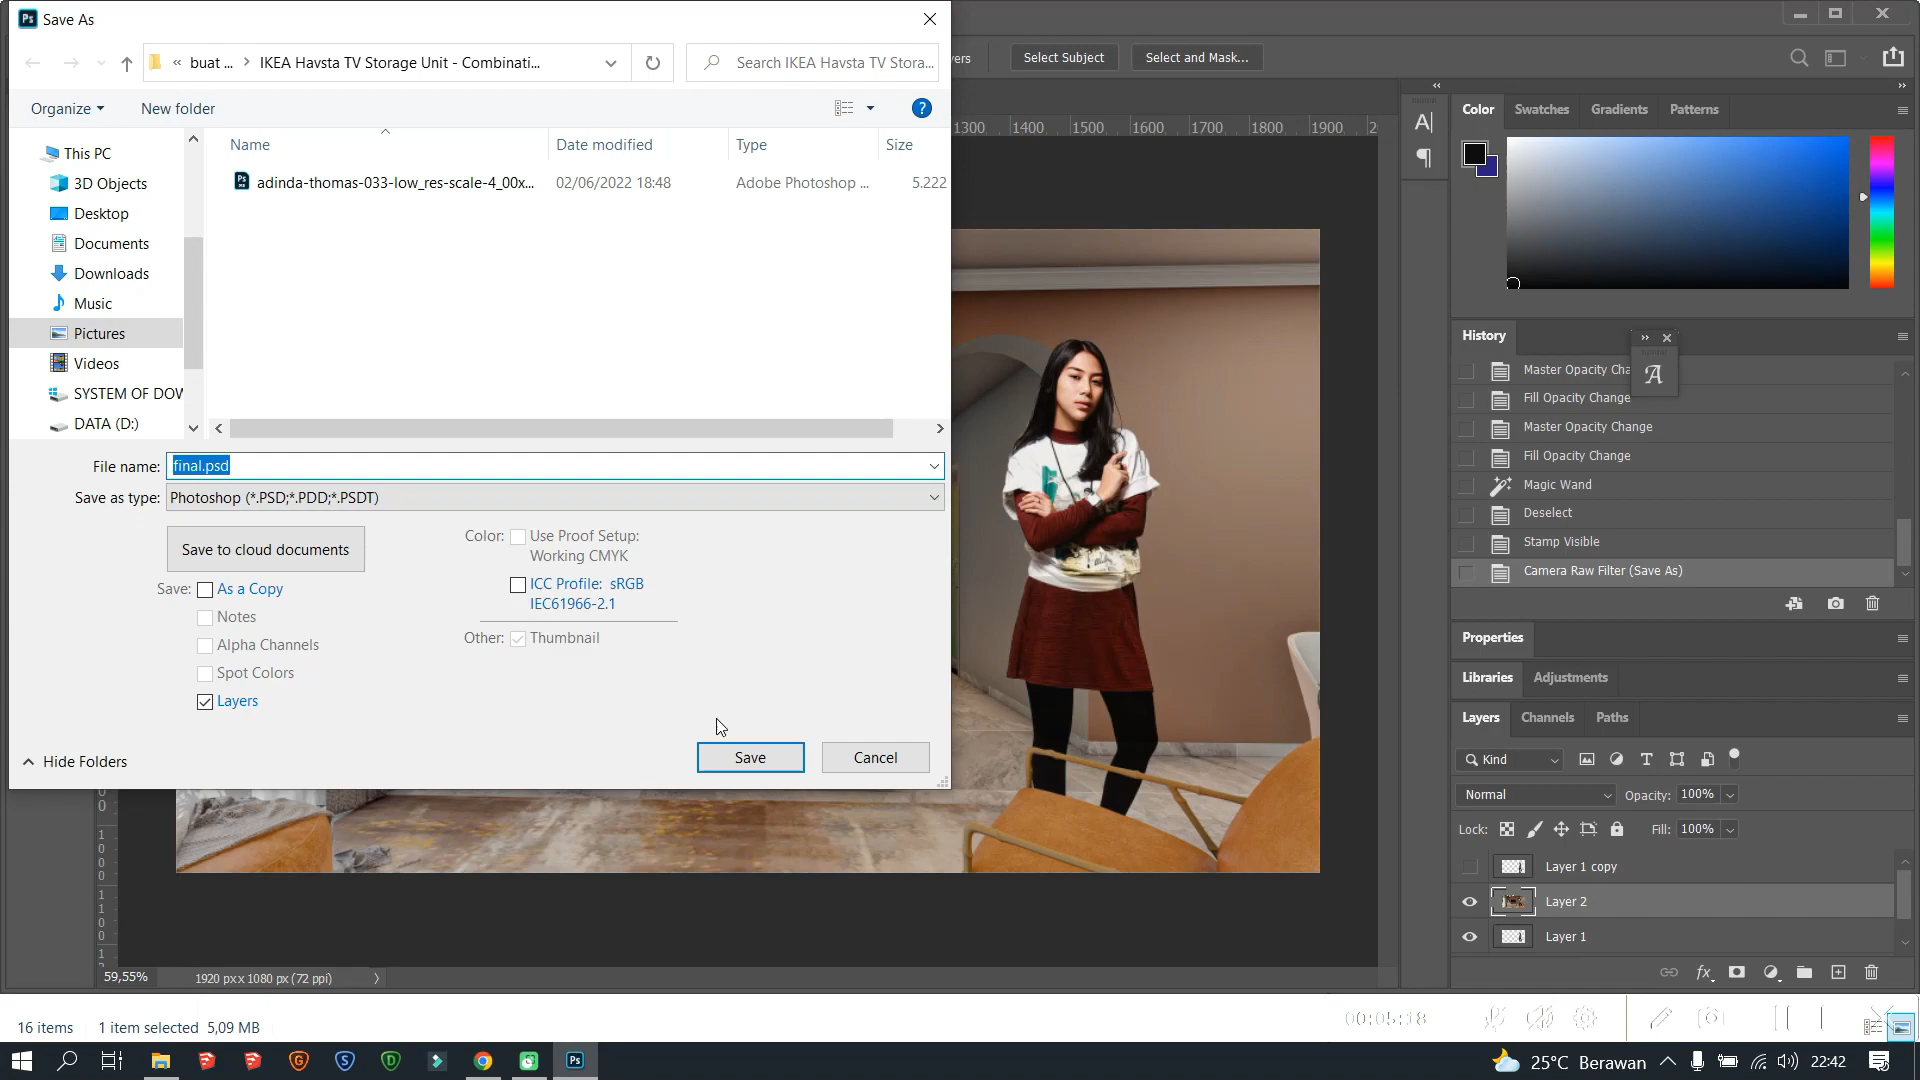 Save As
« buat ... > IKEA Havsta TV Storage Unit - Combinati...
Search IKEA Havsta TV Stora...
Organize
New folder
Name
Date modified
Type
Size
adinda-thomas-033-low_res-scale-4_00x...
02/06/2022 18:48
Adobe Photoshop ...
5.222
This PC
3D Objects
Desktop
Documents
Downloads
Music
Pictures
Videos
SYSTEM OF DOW
DATA (D:)
File name: final.psd
Save as type: Photoshop (*.PSD;*.PDD;*.PSDT)
Save to cloud documents
Save:
As a Copy
Notes
Alpha Channels
Spot Colors
Layers
Color:
Use Proof Setup:
Working CMYK
ICC Profile: sRGB
IEC61966-2.1
Other:
Thumbnail
Hide Folders
Save
Cancel
yers
Select Subject
Select and Mask...
1300 1400 1500 1600 1700 1800 1900 2
Color
Swatches
Gradients
Patterns
History
Master Opacity Cha
Fill Opacity Change
Master Opacity Change
Fill Opacity Change
Magic Wand
Deselect
Stamp Visible
Camera Raw Filter (Save As)
Properties
Libraries
Adjustments
Layers
Channels
Paths
Kind
Normal
Opacity: 100%
Lock:
Fill: 100%
Layer 1 copy
Layer 2
Layer 1
59,55%
1920 px x 1080 px (72 ppi)
16 items
1 item selected 5,09 MB
00:05:18
25°C Berawan
22:42